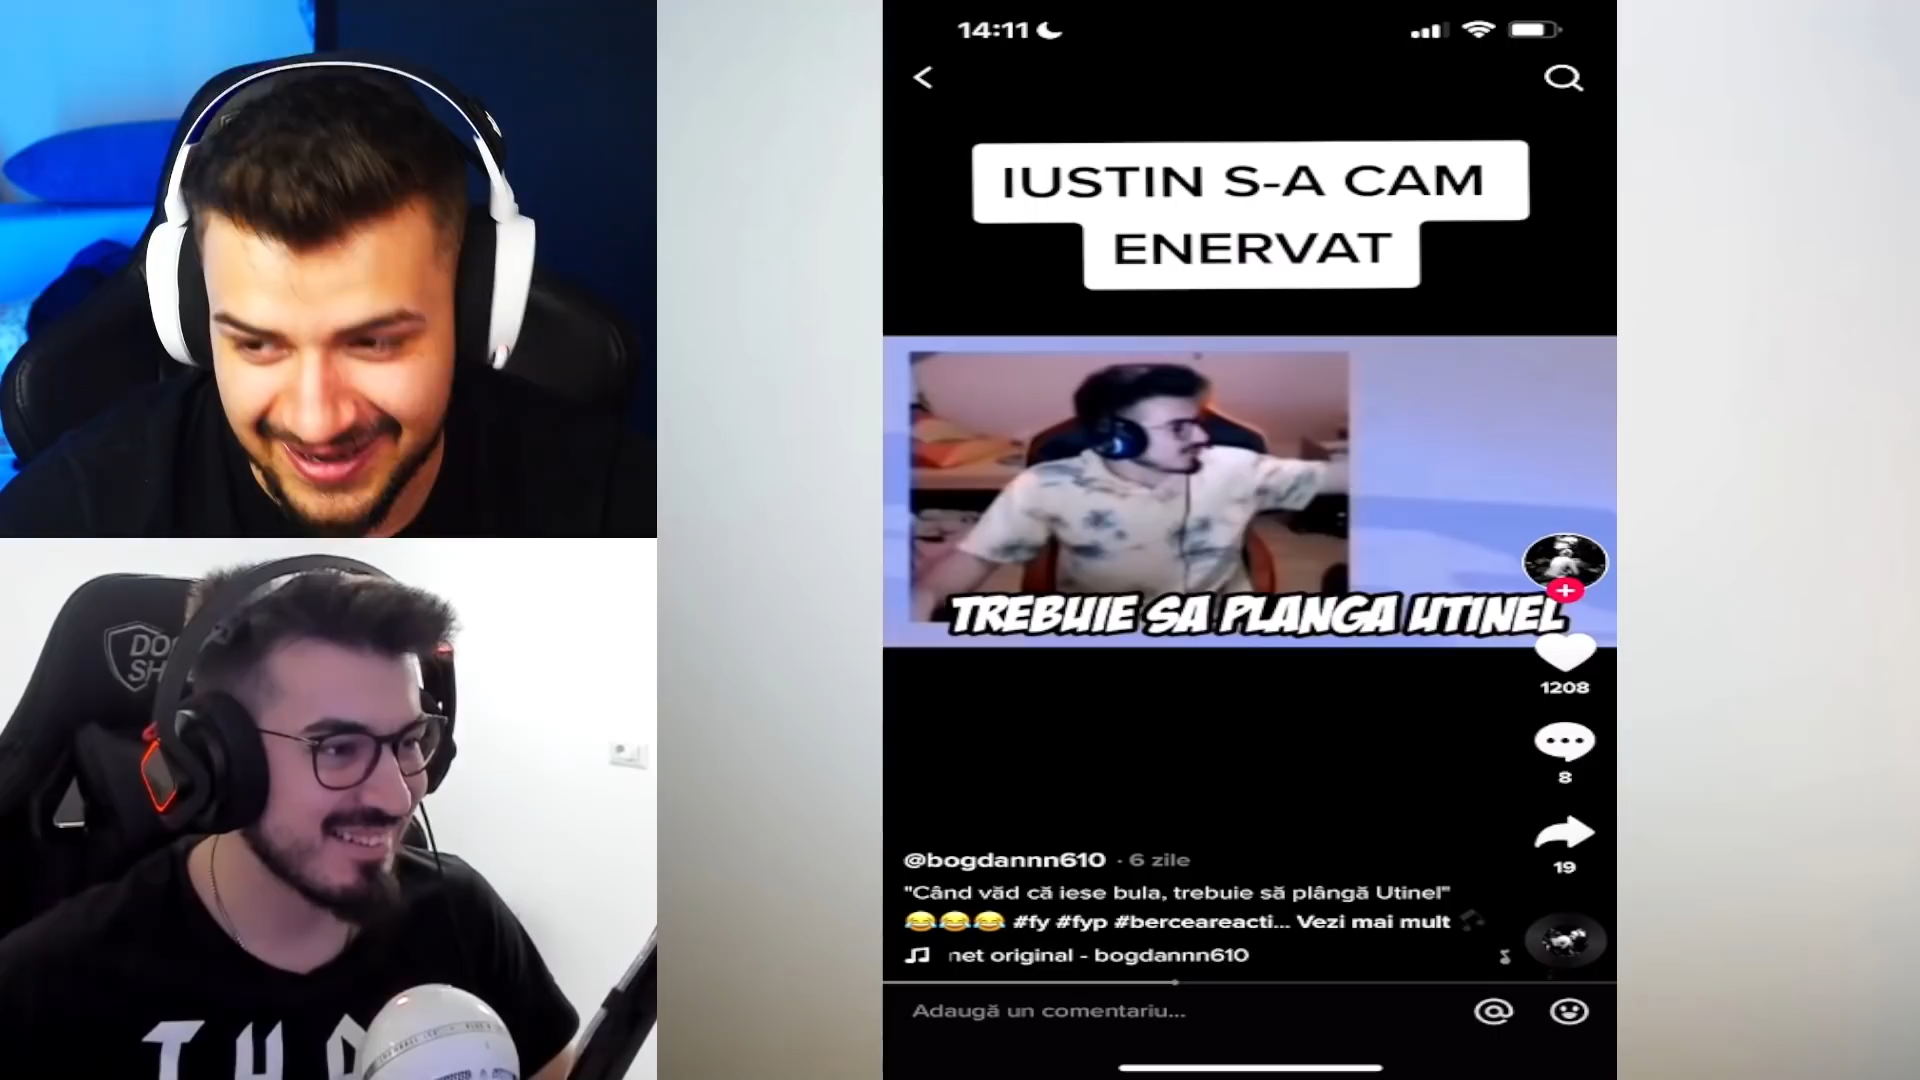 14:11
IUSTIN S-A CAM
ENERVAT
TREBUIE SA PLANGA UTINEL
1208
8
19
@bogdannn610 · 6 zile
"Când văd că iese bula, trebuie să plângă Utinel"
😂😂😂 #fy #fyp #berceareacti... Vezi mai mult
net original - bogdannn610
Adaugă un comentariu...